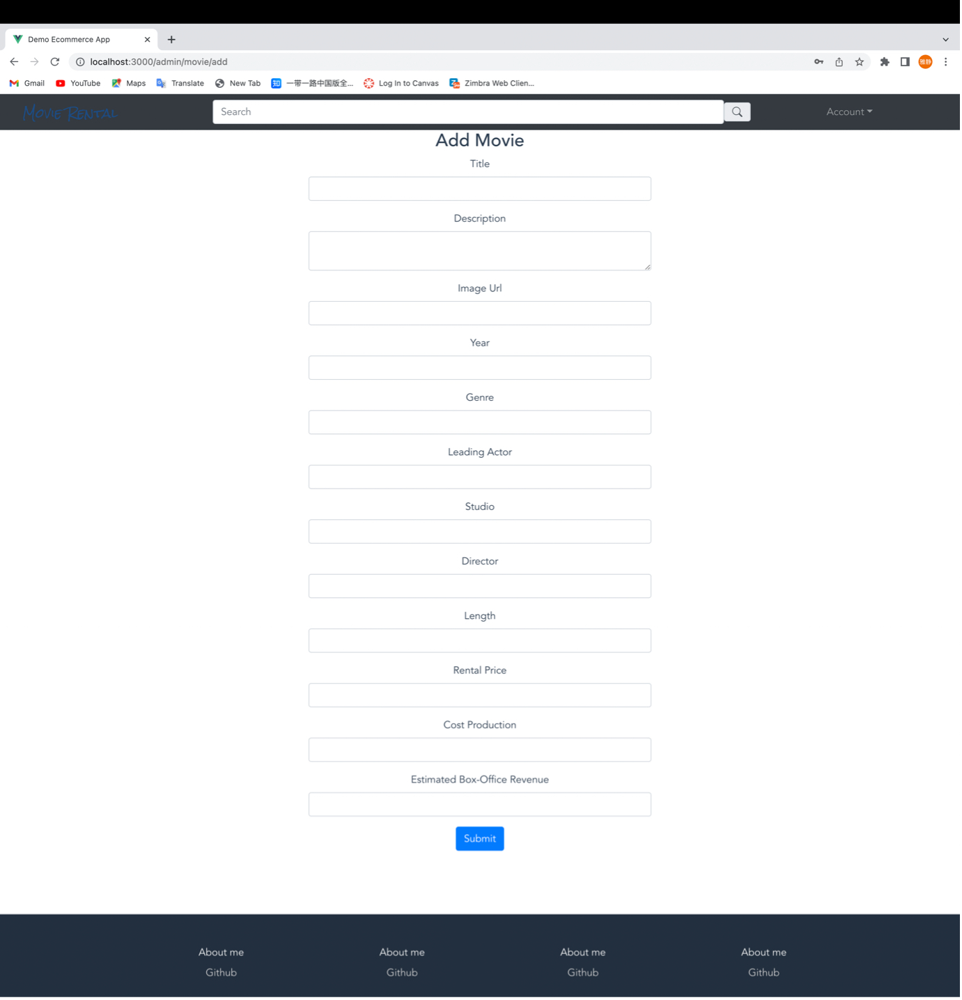 Demo Ecommerce App
localhost:3000/admin/movie/add
雅静
Gmail YouTube Maps Translate New Tab 知 一带一路中国版全... Log In to Canvas Zimbra Web Clien...
Movie Rental Search Account
Add Movie
Title
Description
Image Url
Year
Genre
Leading Actor
Studio
Director
Length
Rental Price
Cost Production
Estimated Box-Office Revenue
Submit
About me About me About me About me
Github Github Github Github